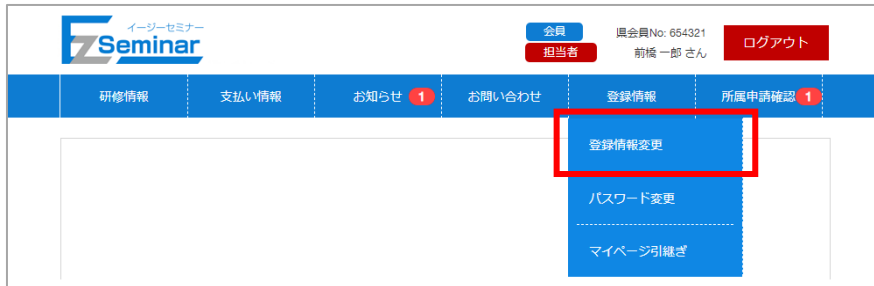 イージーセミナー
EZ Seminar
会員
担当者
県会員No: 654321
前橋 一郎 さん
ログアウト
研修情報
支払い情報
お知らせ 1
お問い合わせ
登録情報
所属申請確認 1
登録情報変更
パスワード変更
マイページ引継ぎ